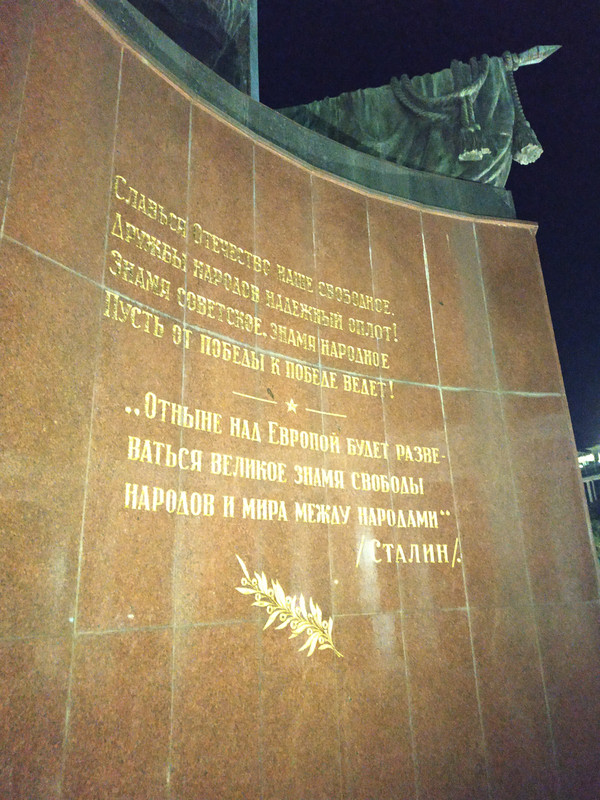 Славься Отечество наше свободное,
Дружбы народов надежный оплот!
Знамя советское, знамя народное
Пусть от победы к победе ведет!
„Отныне над Европой будет разве-
ваться великое знамя свободы
народов и мира между народами“
/Сталин/.